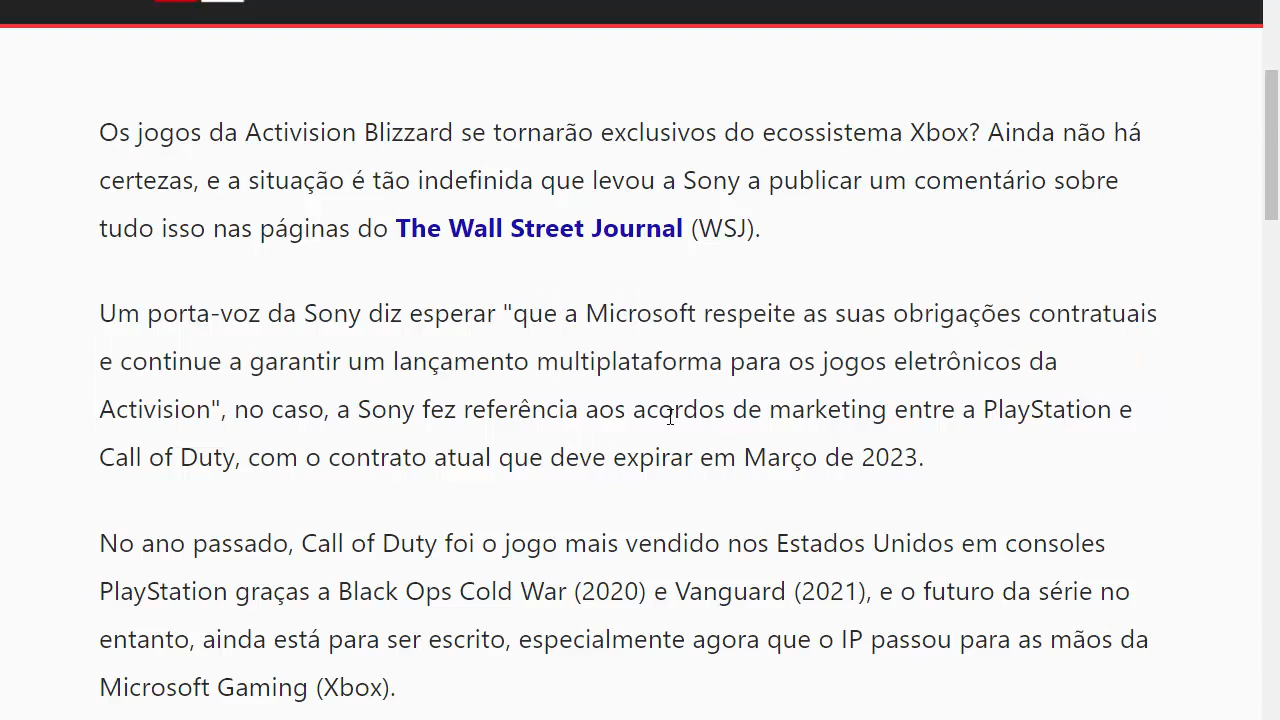 Os jogos da Activision Blizzard se tornarão exclusivos do ecossistema Xbox? Ainda não há
certezas, e a situação é tão indefinida que levou a Sony a publicar um comentário sobre
tudo isso nas páginas do The Wall Street Journal (WSJ).
Um porta-voz da Sony diz esperar "que a Microsoft respeite as suas obrigações contratuais
e continue a garantir um lançamento multiplataforma para os jogos eletrônicos da
Activision", no caso, a Sony fez referência aos acordos de marketing entre a PlayStation e
Call of Duty, com o contrato atual que deve expirar em Março de 2023.
No ano passado, Call of Duty foi o jogo mais vendido nos Estados Unidos em consoles
PlayStation graças a Black Ops Cold War (2020) e Vanguard (2021), e o futuro da série no
entanto, ainda está para ser escrito, especialmente agora que o IP passou para as mãos da
Microsoft Gaming (Xbox).